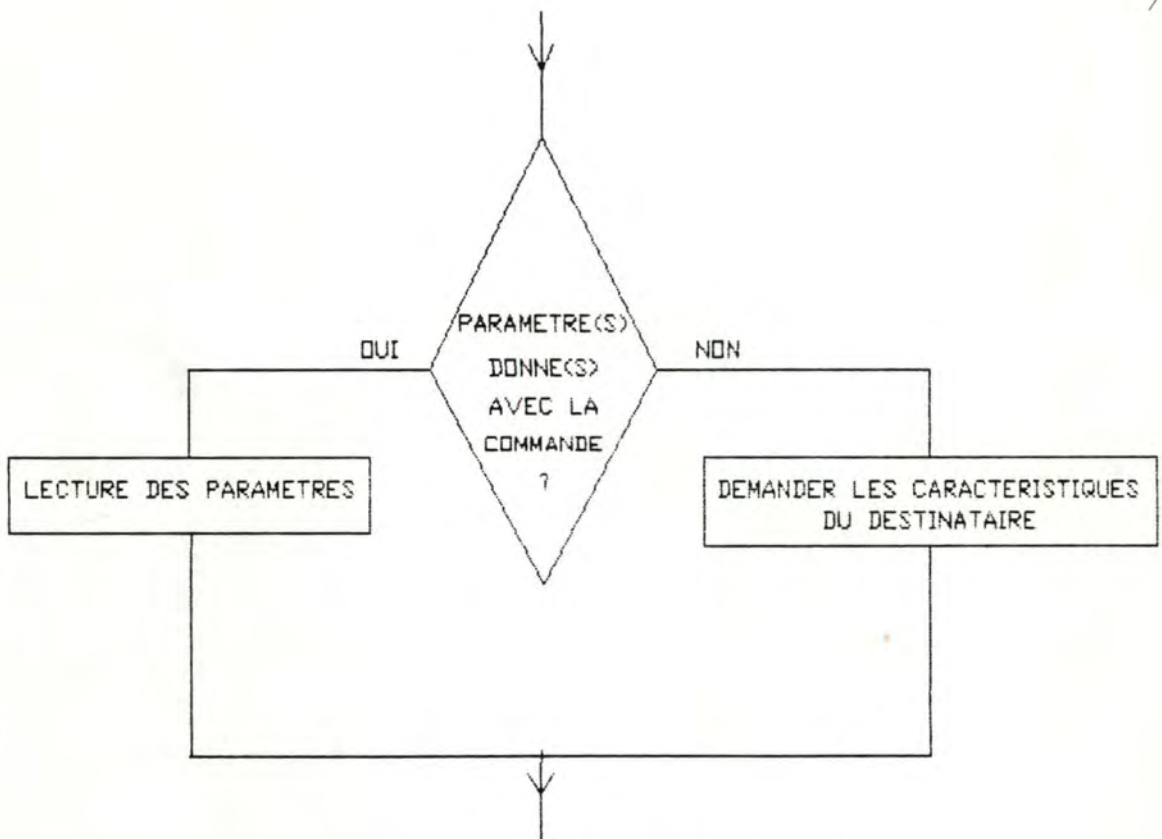 PARAMETRE(S)
DONNE(S)
AVEC LA
COMMANDE
?
OUI
NON
LECTURE DES PARAMETRES
DEMANDER LES CARACTERISTIQUES
DU DESTINATAIRE